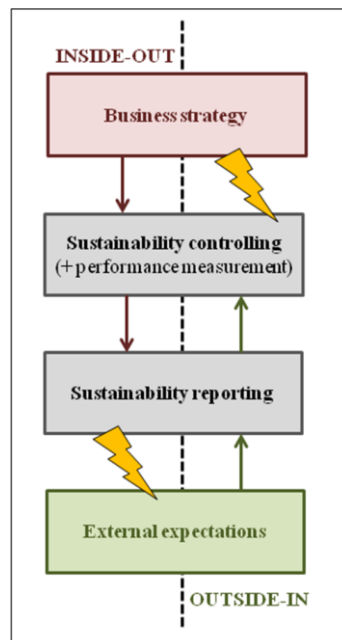 INSIDE-OUT
Business strategy
Sustainability controlling
(+ performance measurement)
Sustainability reporting
External expectations
OUTSIDE-IN